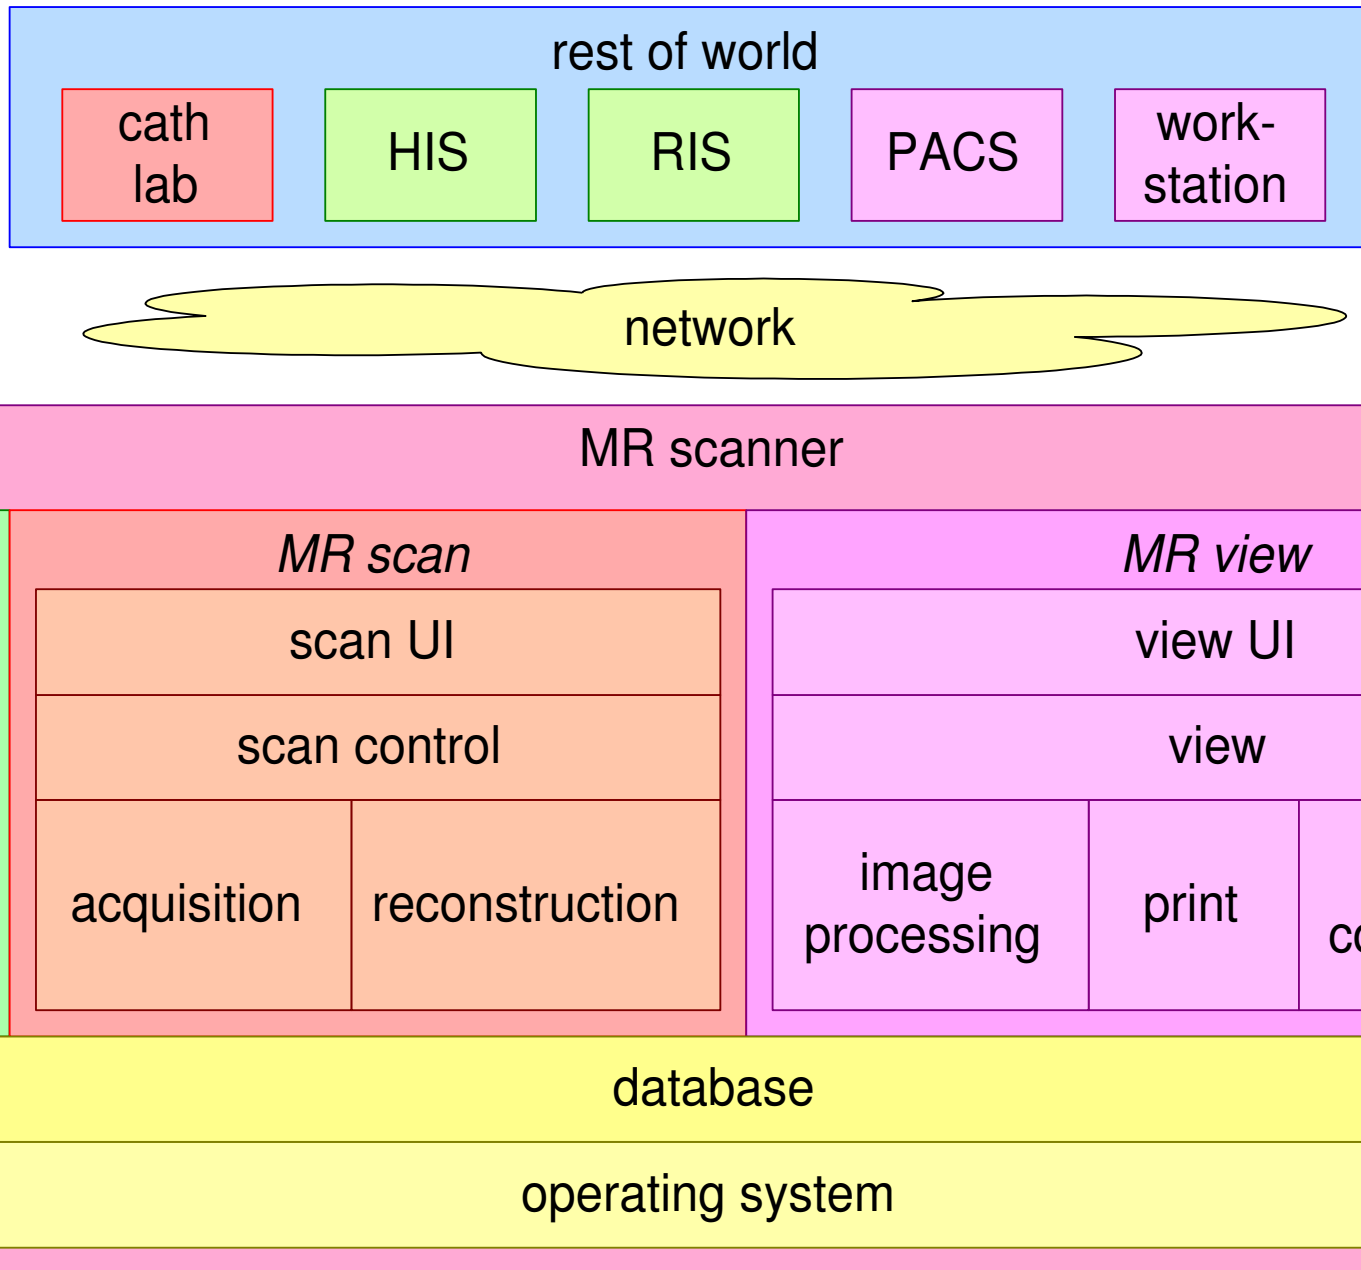 rest of world
cath
lab
HIS
RIS
PACS
work-
station
network
MR scanner
MR scan
MR view
scan UI
view UI
scan control
view
acquisition
reconstruction
image
processing
print
database
operating system